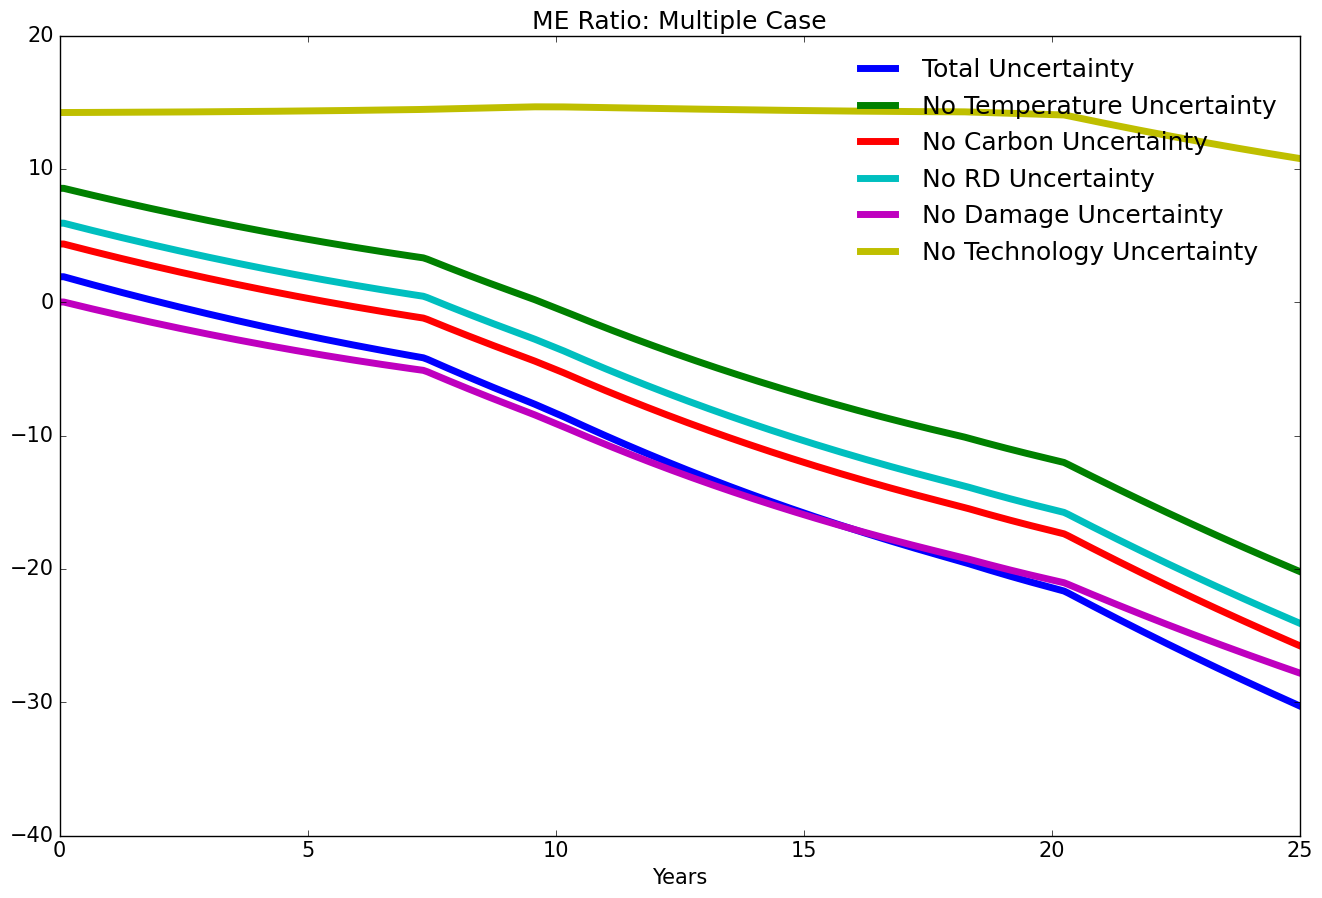 ME Ratio: Multiple Case
20
10
0
−10
−20
−30
−40
Total Uncertainty
No Temperature Uncertainty
No Carbon Uncertainty
No RD Uncertainty
No Damage Uncertainty
No Technology Uncertainty
0 5 10 15 20 25
Years